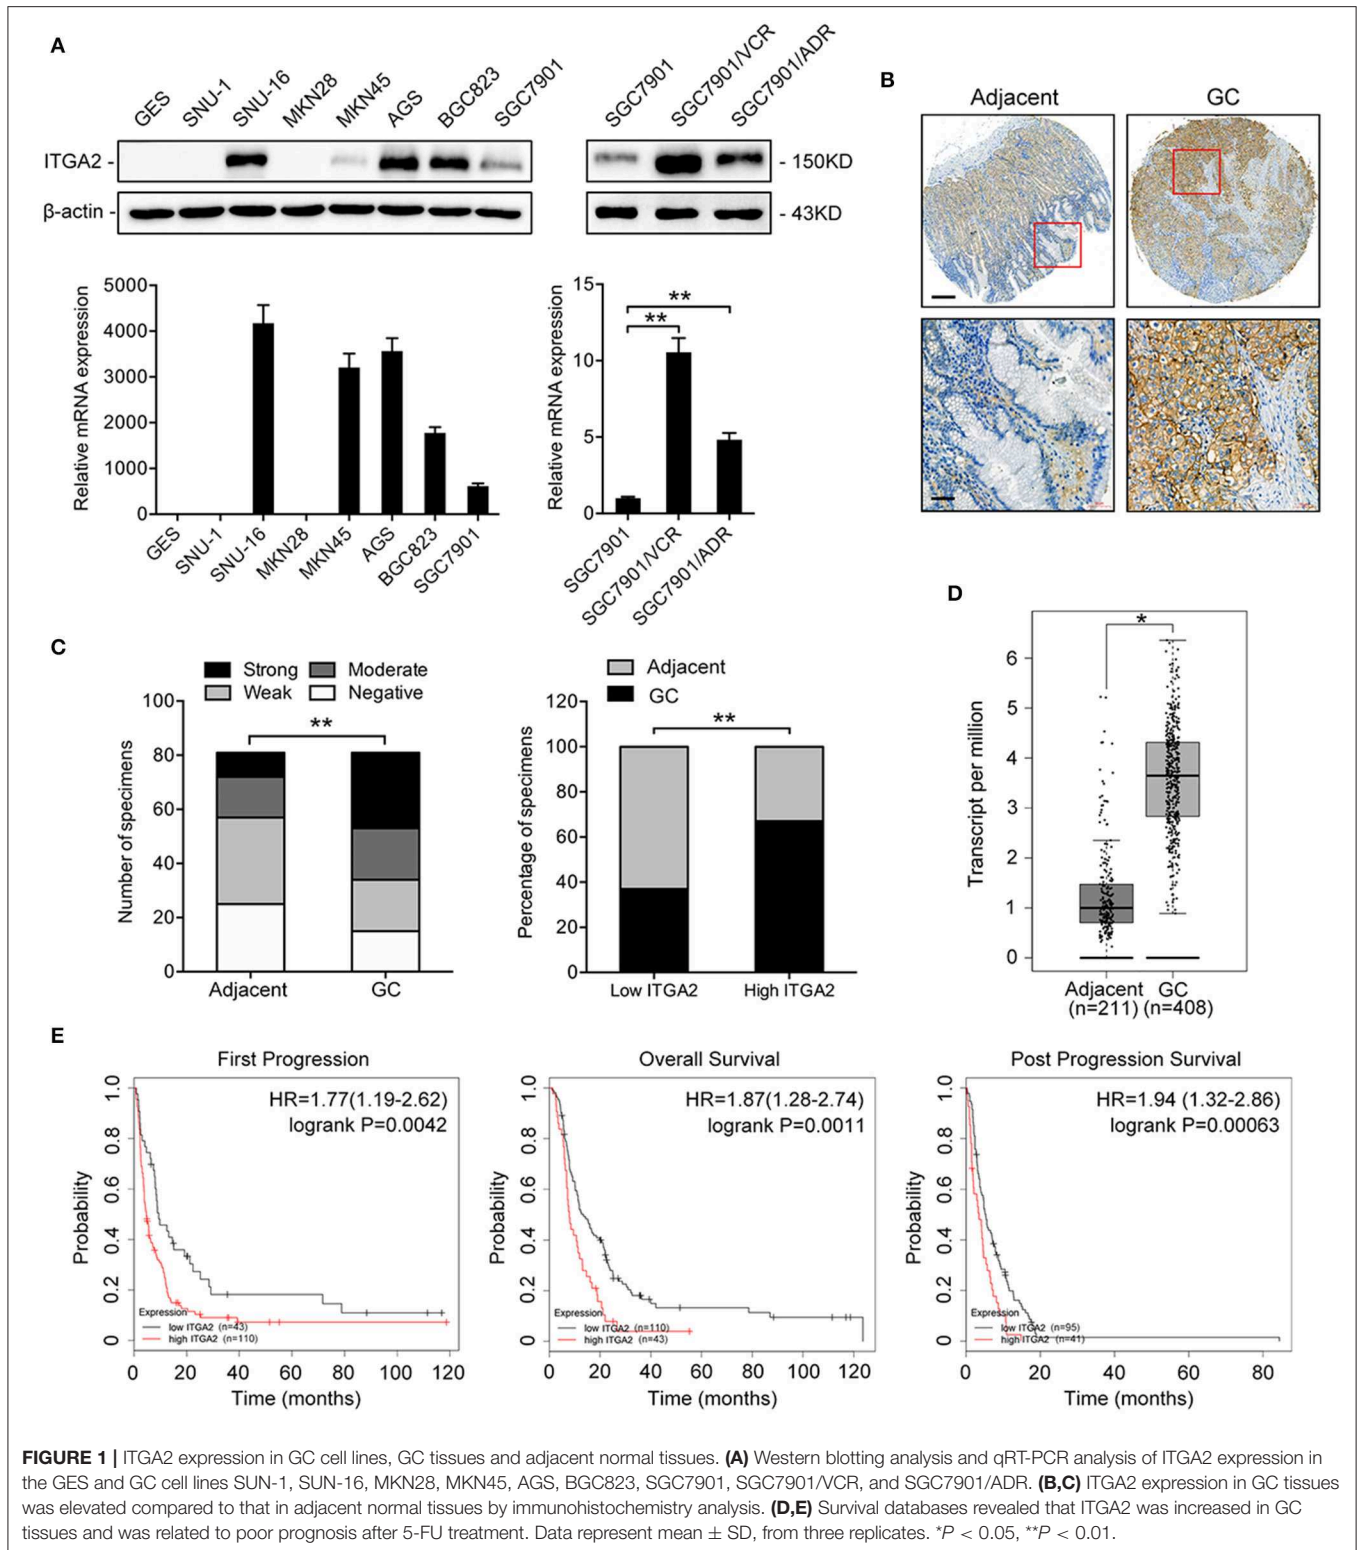 A
GES SNU-1 SNU-16 MKN28 MKN45 AGS BGC823 SGC7901
SGC7901 SGC7901/VCR SGC7901/ADR
ITGA2 - - 150KD
β-actin - - 43KD
Relative mRNA expression
5000
4000
3000
2000
1000
0
GES SNU-1 SNU-16 MKN28 MKN45 AGS BGC823 SGC7901
Relative mRNA expression
15
10
5
0
**
**
SGC7901 SGC7901/VCR SGC7901/ADR
B
Adjacent GC
C
Strong Moderate
Weak Negative
Number of specimens
100
80
60
40
20
0
**
Adjacent GC
Adjacent
GC
Percentage of specimens
120
100
80
60
40
20
0
**
Low ITGA2 High ITGA2
D
Transcript per million
6
5
4
3
2
1
0
*
Adjacent GC
(n=211) (n=408)
E
First Progression
HR=1.77(1.19-2.62)
logrank P=0.0042
Probability
1.0
0.8
0.6
0.4
0.2
0
Expression
low ITGA2 (n=43)
high ITGA2 (n=110)
0 20 40 60 80 100 120
Time (months)
Overall Survival
HR=1.87(1.28-2.74)
logrank P=0.0011
Probability
1.0
0.8
0.6
0.4
0.2
0
Expression
low ITGA2 (n=110)
high ITGA2 (n=43)
0 20 40 60 80 100 120
Time (months)
Post Progression Survival
HR=1.94 (1.32-2.86)
logrank P=0.00063
Probability
1.0
0.8
0.6
0.4
0.2
0
Expression
low ITGA2 (n=95)
high ITGA2 (n=41)
0 20 40 60 80
Time (months)
FIGURE 1 | ITGA2 expression in GC cell lines, GC tissues and adjacent normal tissues. (A) Western blotting analysis and qRT-PCR analysis of ITGA2 expression in
the GES and GC cell lines SUN-1, SUN-16, MKN28, MKN45, AGS, BGC823, SGC7901, SGC7901/VCR, and SGC7901/ADR. (B,C) ITGA2 expression in GC tissues
was elevated compared to that in adjacent normal tissues by immunohistochemistry analysis. (D,E) Survival databases revealed that ITGA2 was increased in GC
tissues and was related to poor prognosis after 5-FU treatment. Data represent mean ± SD, from three replicates. *P < 0.05, **P < 0.01.